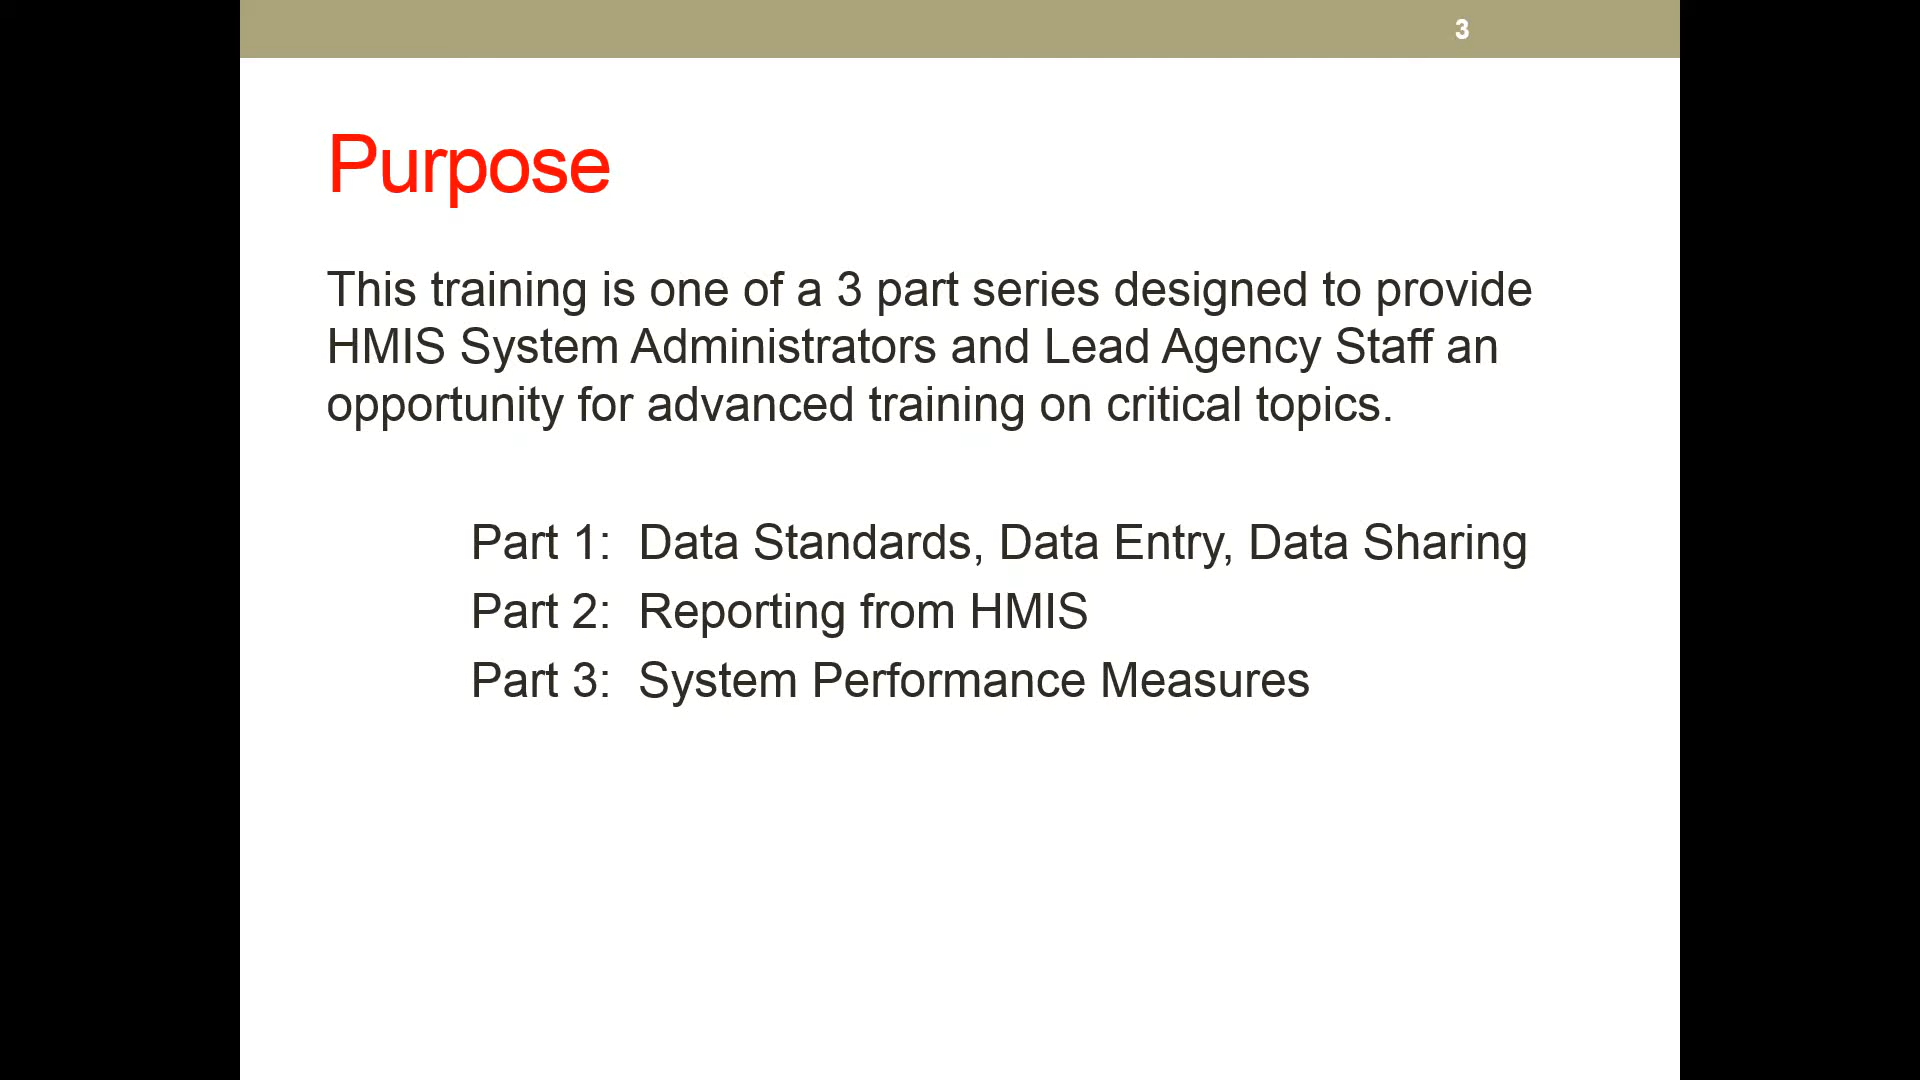 3
Purpose
This training is one of a 3 part series designed to provide
HMIS System Administrators and Lead Agency Staff an
opportunity for advanced training on critical topics.
Part 1: Data Standards, Data Entry, Data Sharing
Part 2: Reporting from HMIS
Part 3: System Performance Measures